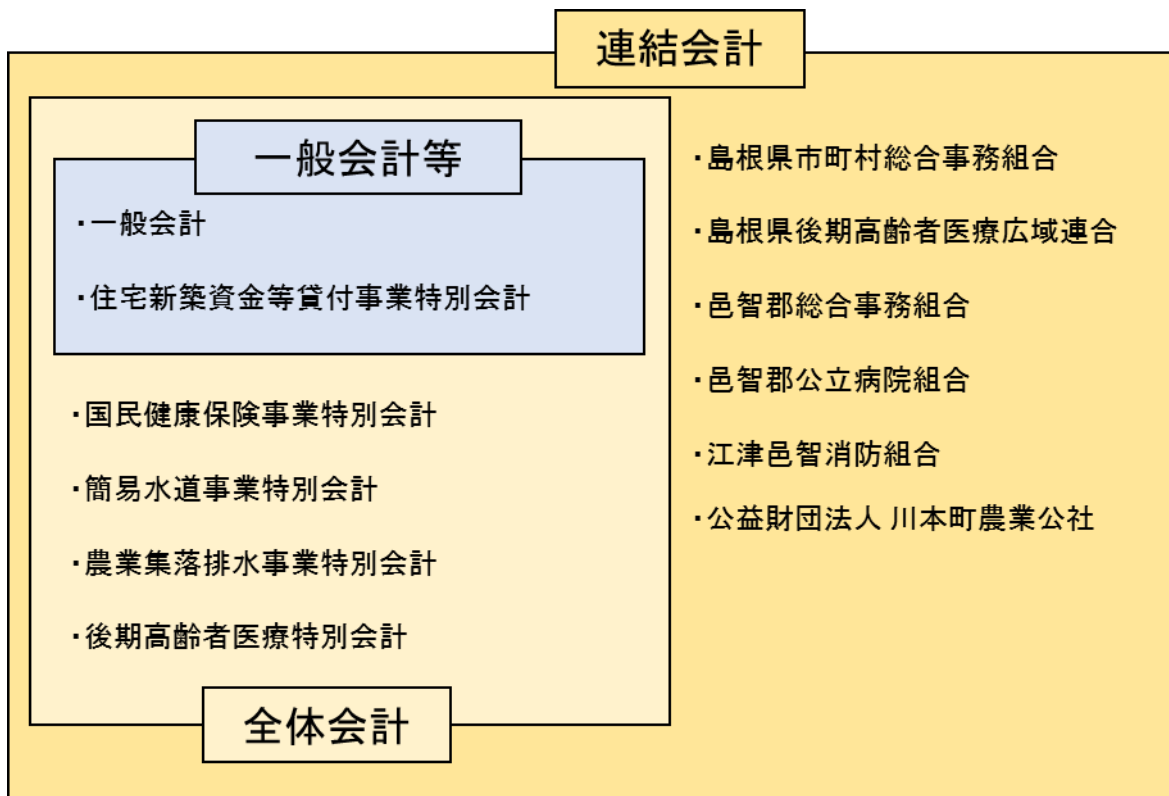 連結会計
一般会計等
・一般会計
・住宅新築資金等貸付事業特別会計
・国民健康保険事業特別会計
・簡易水道事業特別会計
・農業集落排水事業特別会計
・後期高齢者医療特別会計
全体会計
・島根県市町村総合事務組合
・島根県後期高齢者医療広域連合
・邑智郡総合事務組合
・邑智郡公立病院組合
・江津邑智消防組合
・公益財団法人 川本町農業公社